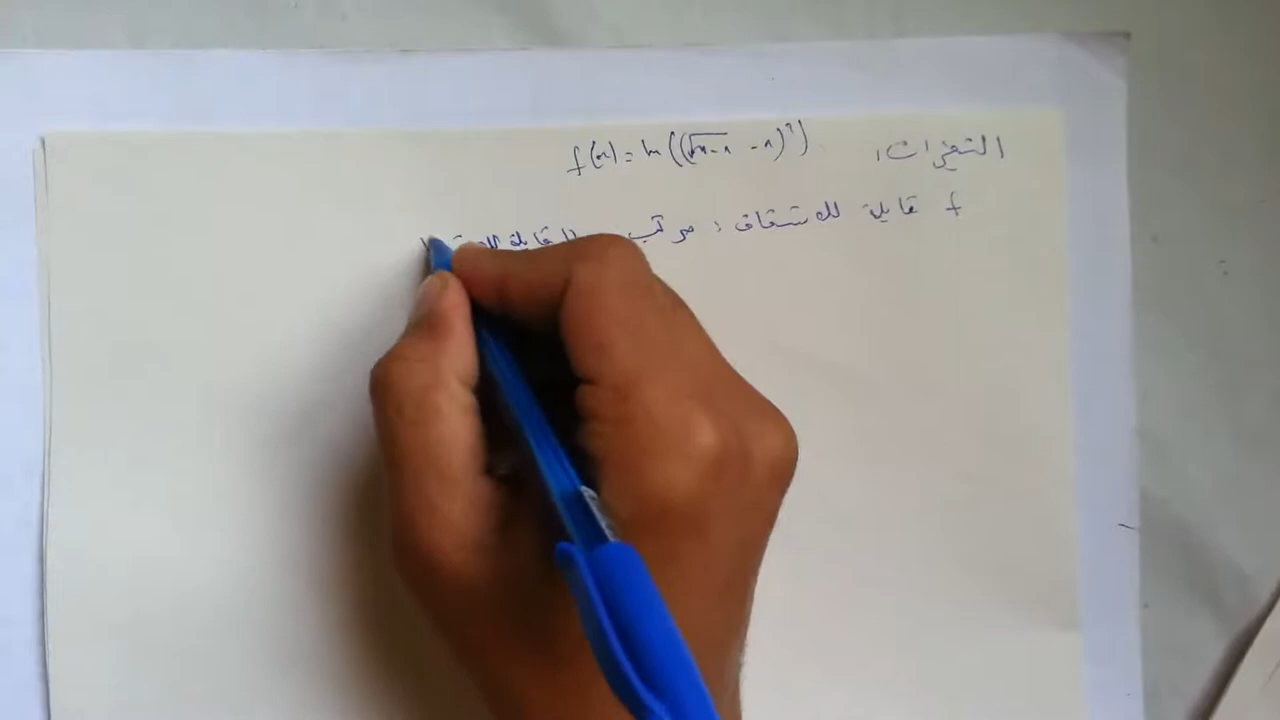 التغيرات: f(x) = ln((√x-1 - 1)²)
f قابلة للاشتقاق: مركب